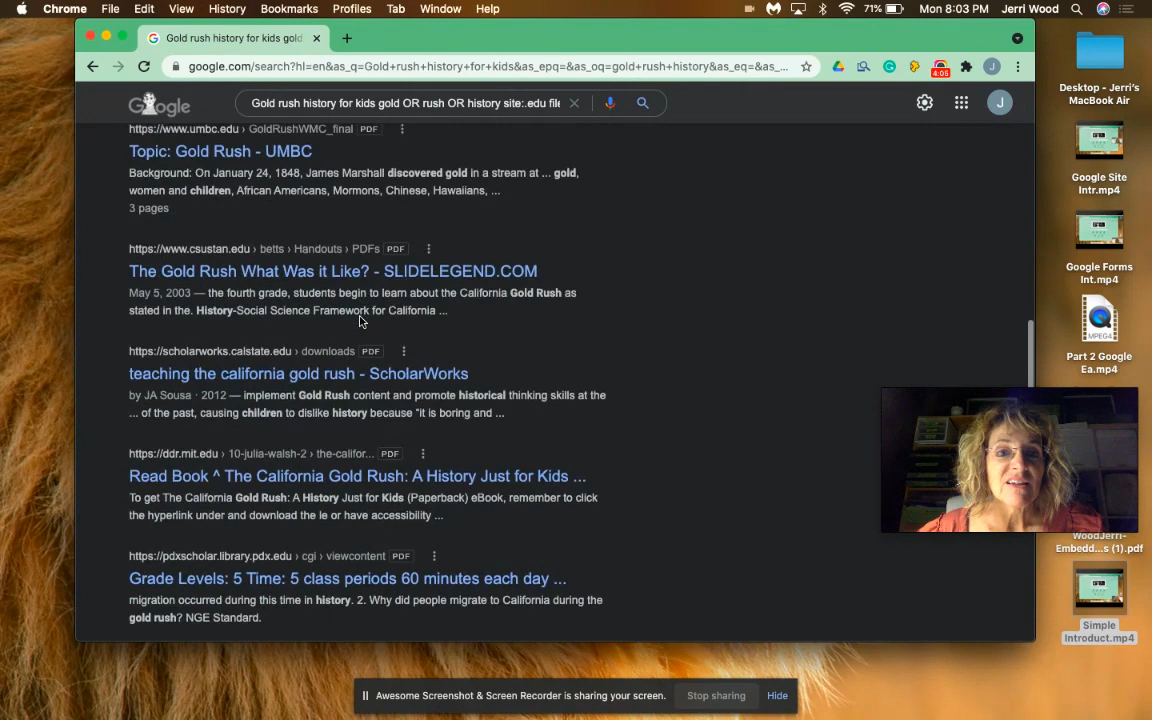 Chrome File Edit View History Bookmarks Profiles Tab Window Help 71% Mon 8:03 PM Jerri Wood
Gold rush history for kids gold
google.com/search?hl=en&as_q=Gold+rush+history+for+kids&as_epq=&as_oq=gold+rush+history&as_eq=&as_...
4:05
J
Google
Gold rush history for kids gold OR rush OR history site:.edu file
J
https://www.umbc.edu › GoldRushWMC_final PDF
Topic: Gold Rush - UMBC
Background: On January 24, 1848, James Marshall discovered gold in a stream at ... gold,
women and children, African Americans, Mormons, Chinese, Hawaiians, ...
3 pages
https://www.csustan.edu › betts › Handouts › PDFs PDF
The Gold Rush What Was it Like? - SLIDELEGEND.COM
May 5, 2003 — the fourth grade, students begin to learn about the California Gold Rush as
stated in the. History-Social Science Framework for California ...
https://scholarworks.calstate.edu › downloads PDF
teaching the california gold rush - ScholarWorks
by JA Sousa · 2012 — implement Gold Rush content and promote historical thinking skills at the
... of the past, causing children to dislike history because "it is boring and ...
https://ddr.mit.edu › 10-julia-walsh-2 › the-califor... PDF
Read Book ^ The California Gold Rush: A History Just for Kids ...
To get The California Gold Rush: A History Just for Kids (Paperback) eBook, remember to click
the hyperlink under and download the le or have accessibility ...
https://pdxscholar.library.pdx.edu › cgi › viewcontent PDF
Grade Levels: 5 Time: 5 class periods 60 minutes each day ...
migration occurred during this time in history. 2. Why did people migrate to California during the
gold rush? NGE Standard.
Desktop - Jerri's
MacBook Air
Google Site
Intr.mp4
Google Forms
Int.mp4
MPEG4
Part 2 Google
Ea.mp4
WoodJerri-
Embedd...s (1).pdf
Simple
Introduct.mp4
Awesome Screenshot & Screen Recorder is sharing your screen. Stop sharing Hide